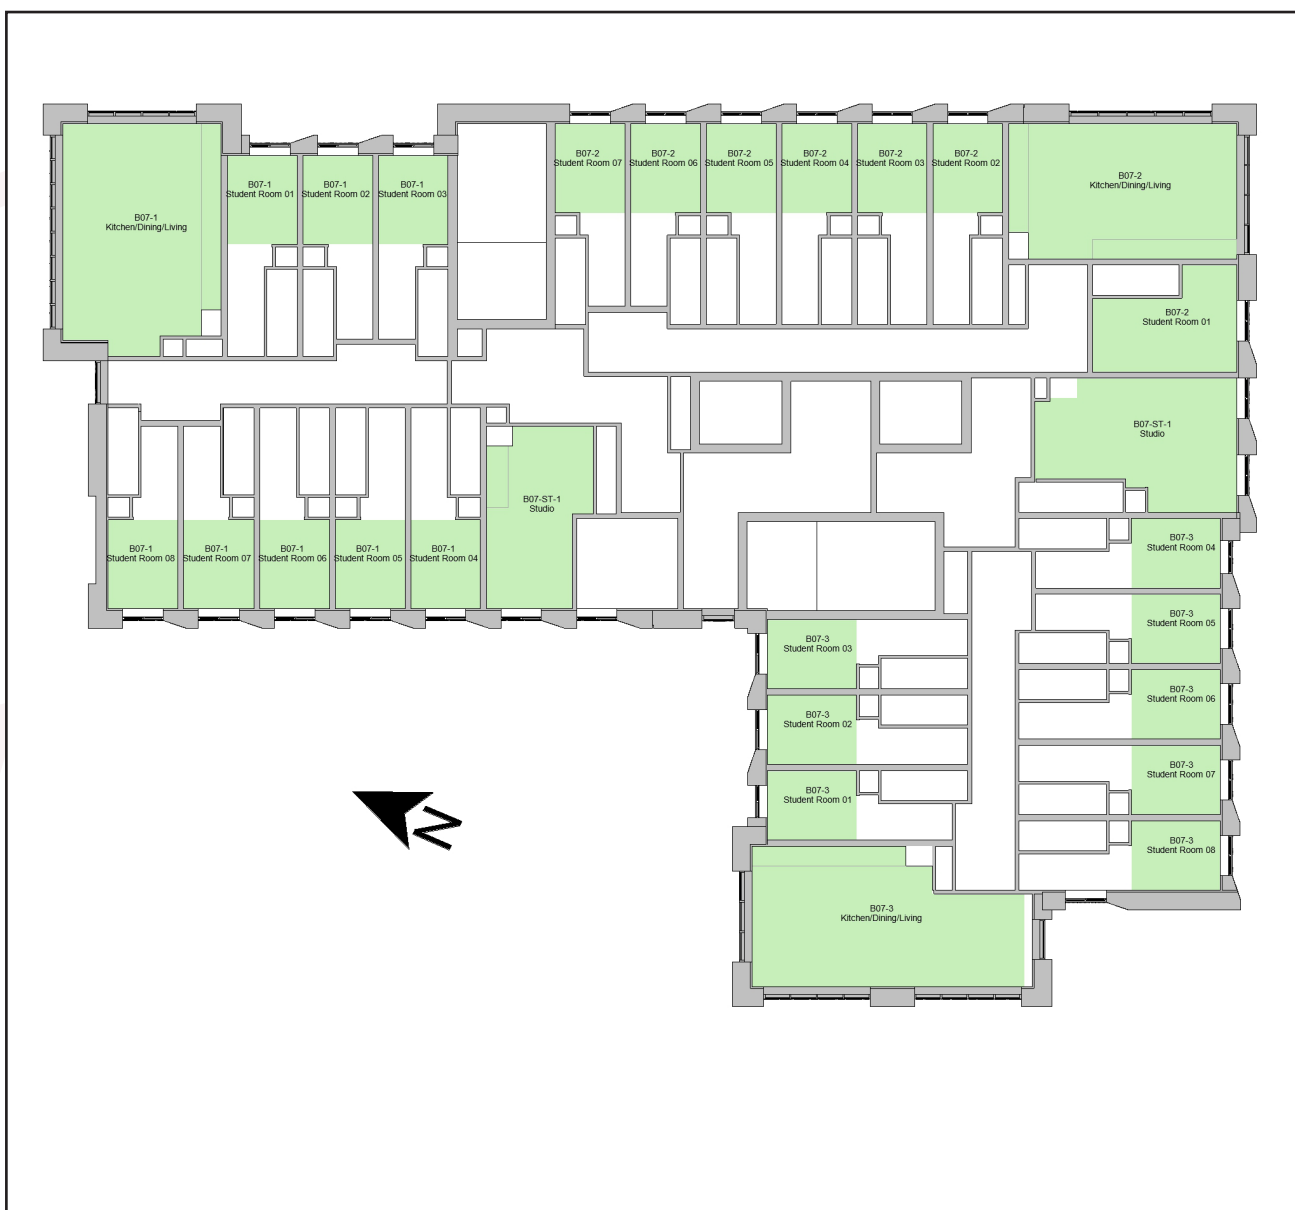 B07-1
Kitchen/Dining/Living
B07-1
Student Room 01
B07-1
Student Room 02
B07-1
Student Room 03
B07-2
Student Room 07
B07-2
Student Room 06
B07-2
Student Room 05
B07-2
Student Room 04
B07-2
Student Room 03
B07-2
Student Room 02
B07-2
Kitchen/Dining/Living
B07-2
Student Room 01
B07-ST-1
Studio
B07-ST-1
Studio
B07-1
Student Room 08
B07-1
Student Room 07
B07-1
Student Room 06
B07-1
Student Room 05
B07-1
Student Room 04
B07-3
Student Room 04
B07-3
Student Room 05
B07-3
Student Room 06
B07-3
Student Room 07
B07-3
Student Room 08
B07-3
Student Room 03
B07-3
Student Room 02
B07-3
Student Room 01
N
B07-3
Kitchen/Dining/Living